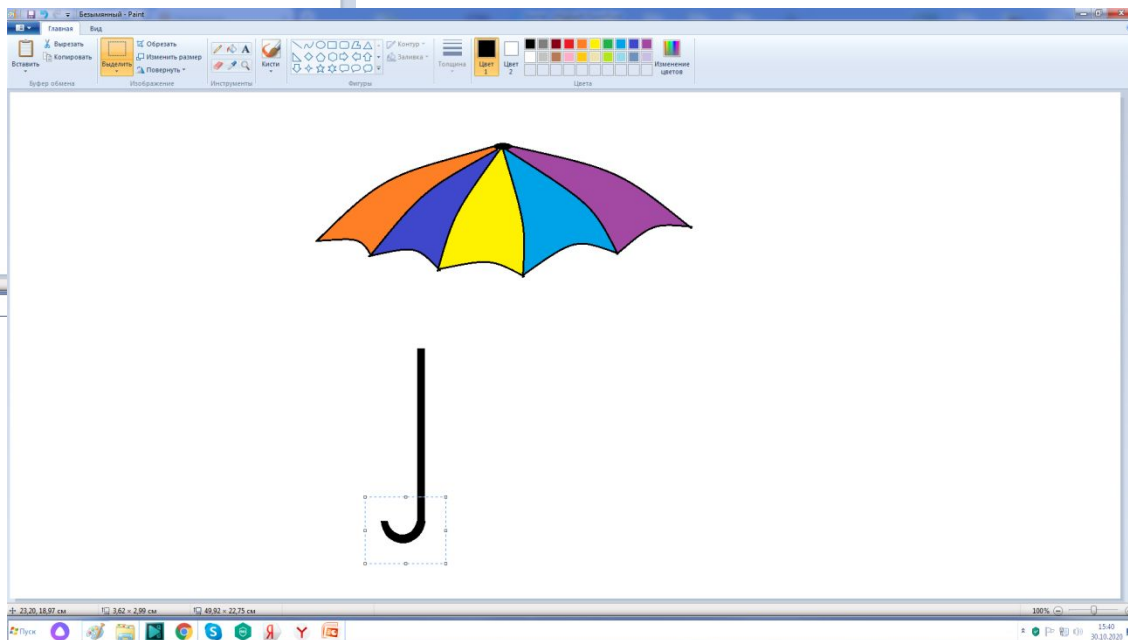 Безымянный - Paint
Главная Вид
Вставить
Вырезать
Копировать
Буфер обмена
Выделить
Обрезать
Изменить размер
Повернуть
Изображение
Инструменты
Кисти
Фигуры
Контур
Заливка
Толщина
Цвет 1
Цвет 2
Цвета
Изменение цветов
23,20, 18,97 см 3,62 × 2,99 см 49,92 × 22,75 см 100%
Пуск
15:40
30.10.2020